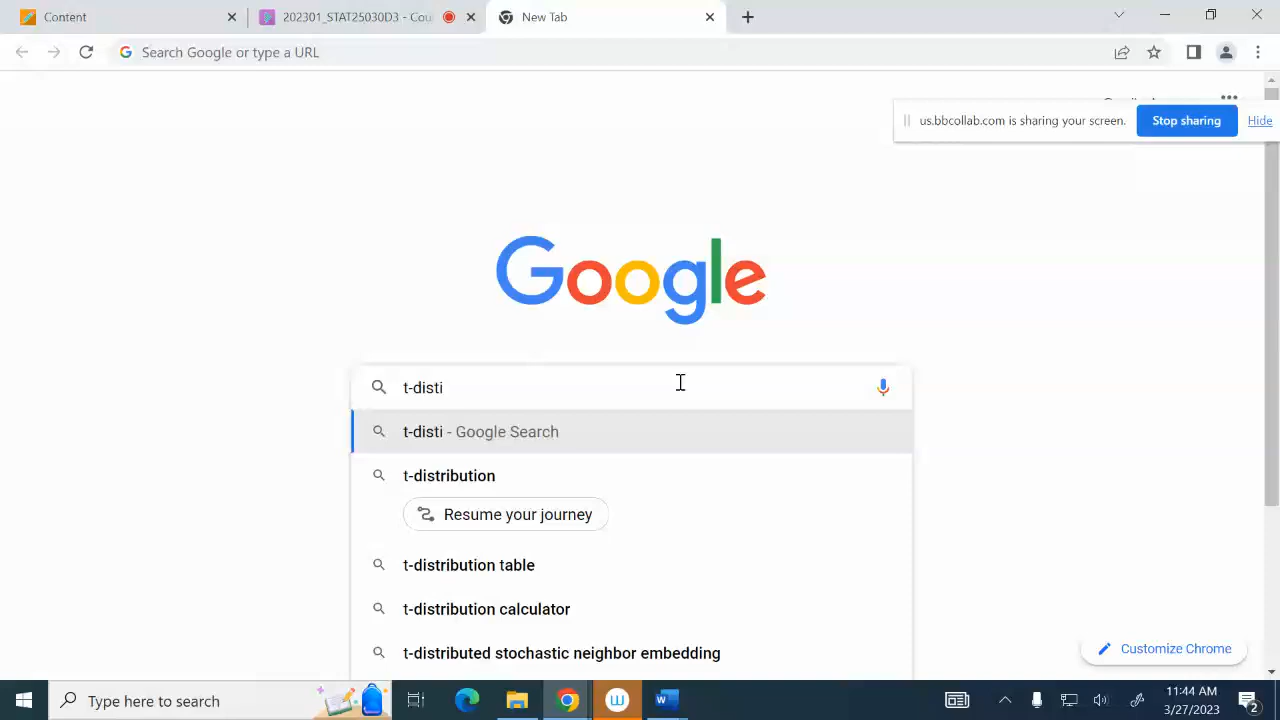 Content
202301_STAT25030D3 - Cou
New Tab
Search Google or type a URL
us.bbcollab.com is sharing your screen.
Stop sharing
Hide
Google
t-disti
t-disti - Google Search
t-distribution
Resume your journey
t-distribution table
t-distribution calculator
t-distributed stochastic neighbor embedding
Customize Chrome
Type here to search
11:44 AM
3/27/2023
2